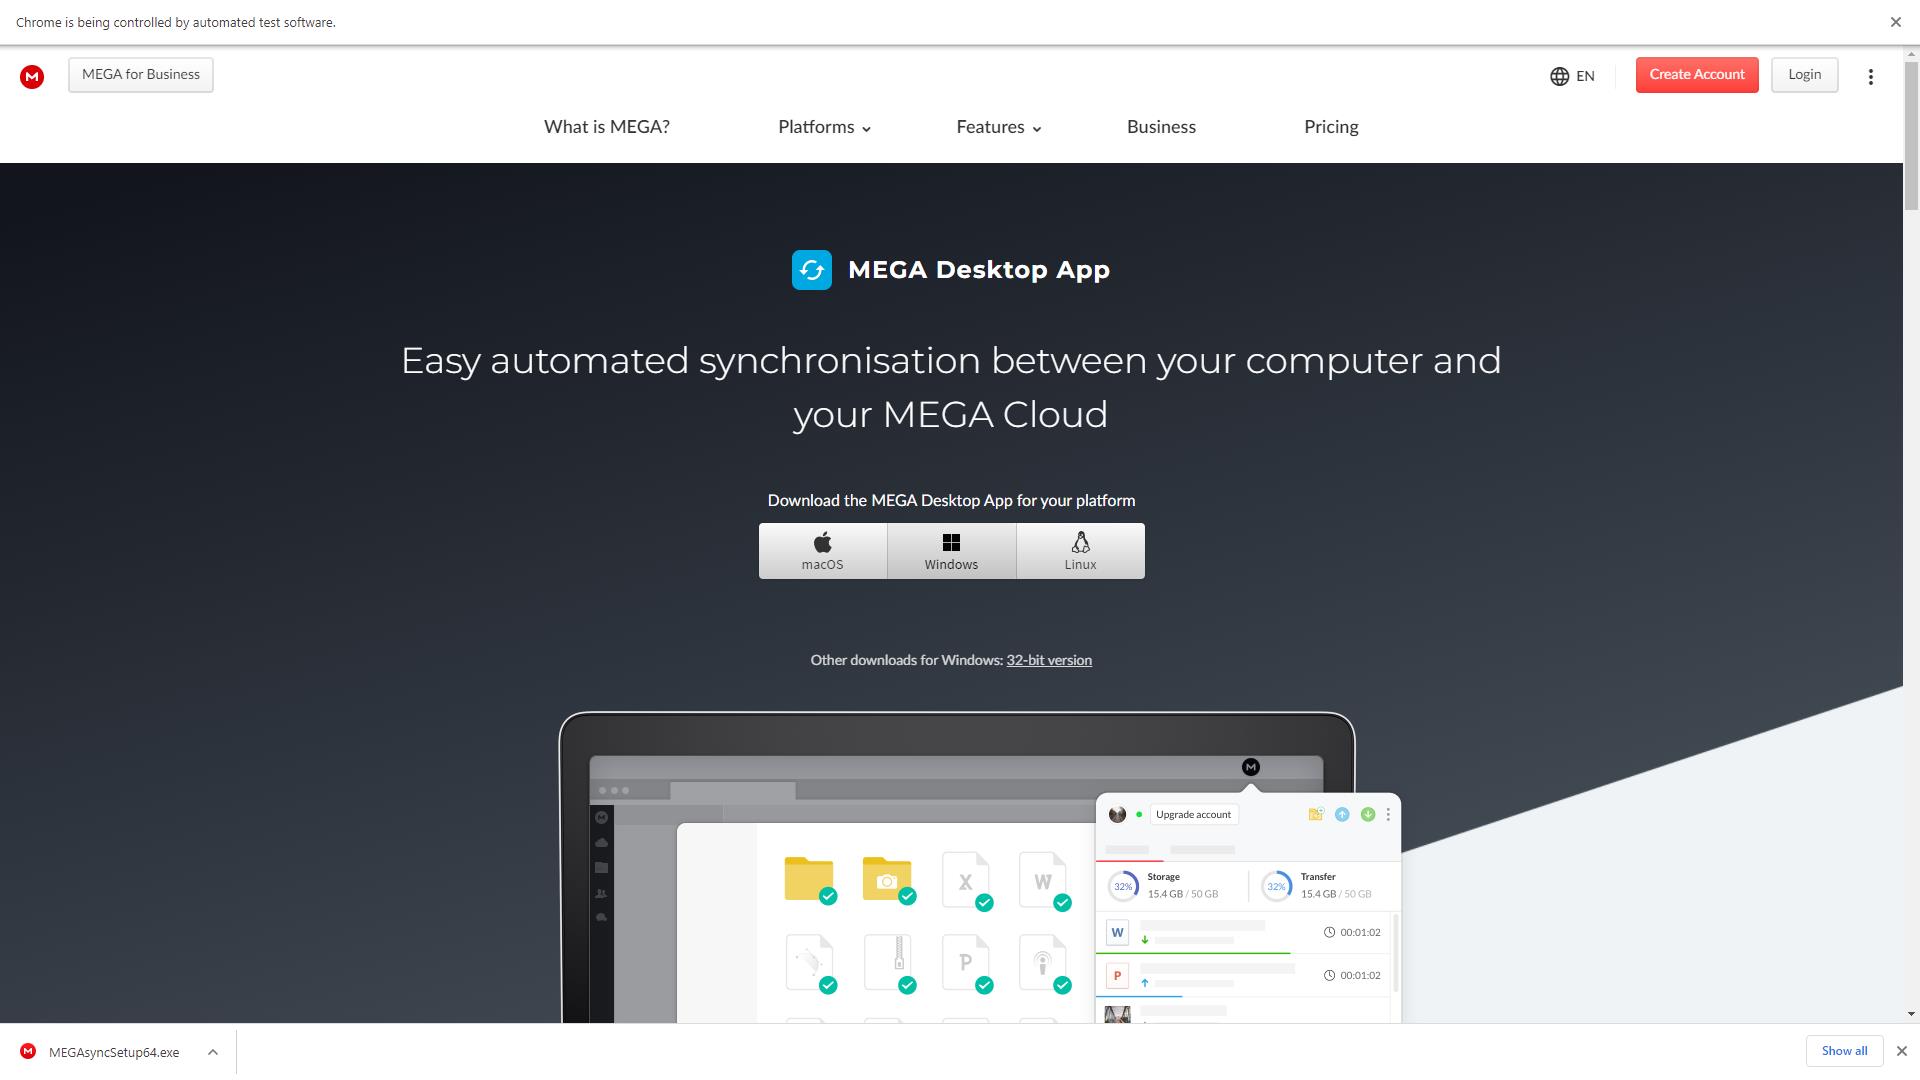 Chrome is being controlled by automated test software.
MEGA for Business
EN
Create Account
Login
What is MEGA?
Platforms
Features
Business
Pricing
MEGA Desktop App
Easy automated synchronisation between your computer and
your MEGA Cloud
Download the MEGA Desktop App for your platform
macOS
Windows
Linux
Other downloads for Windows: 32-bit version
Upgrade account
32%
Storage
15.4 GB / 50 GB
32%
Transfer
15.4 GB / 50 GB
X
W
W
00:01:02
P
P
00:01:02
MEGAsyncSetup64.exe
Show all